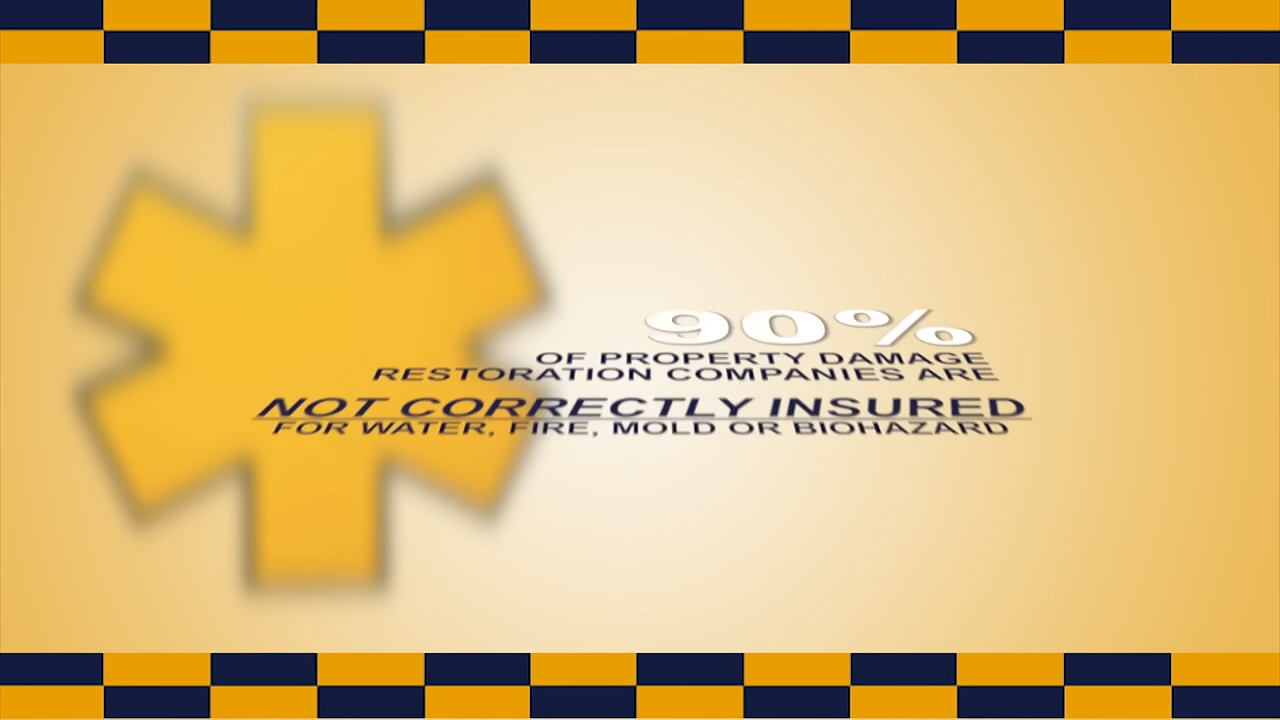 90%
OF PROPERTY DAMAGE
RESTORATION COMPANIES ARE
NOT CORRECTLY INSURED
FOR WATER, FIRE, MOLD OR BIOHAZARD